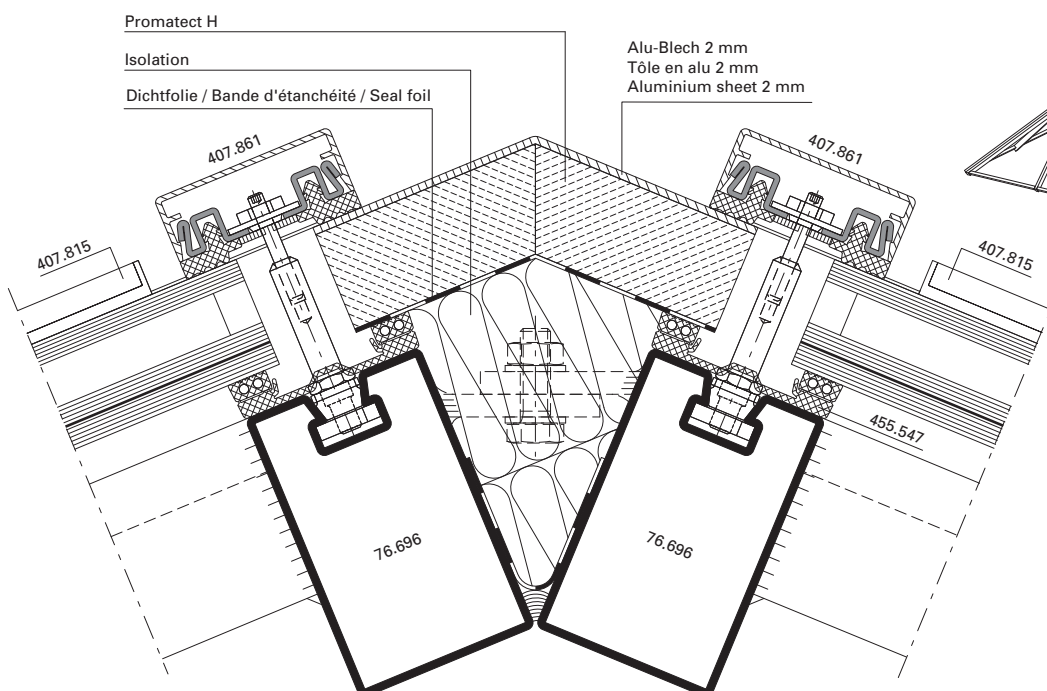 Promatect H
Isolation
Dichtfolie / Bande d'étanchéité / Seal foil
Alu-Blech 2 mm
Tôle en alu 2 mm
Aluminium sheet 2 mm
407.861
407.861
407.815
407.815
455.547
76.696
76.696